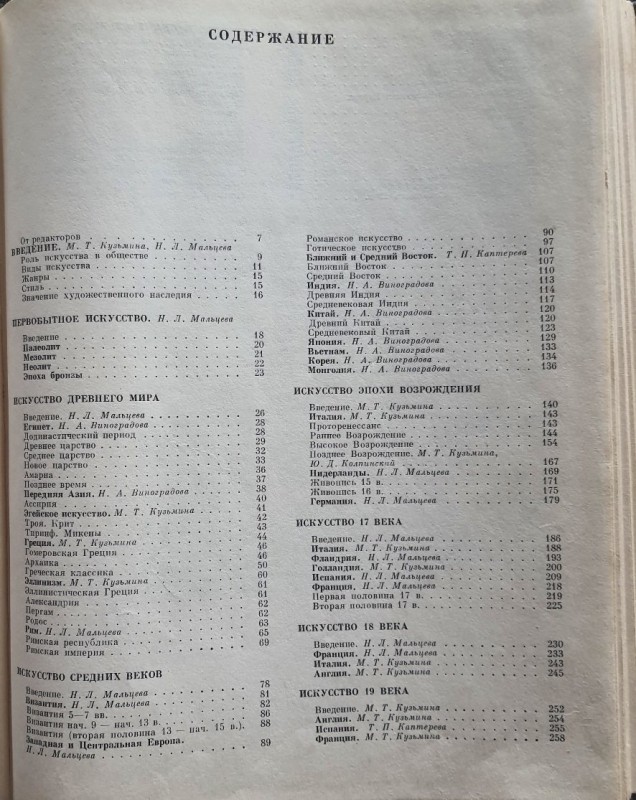 СОДЕРЖАНИЕ
От редакторов 7
ВВЕДЕНИЕ. М. Т. Кузьмина, Н. Л. Мальцева
Роль искусства в обществе 9
Виды искусства 11
Жанры 15
Стиль 15
Значение художественного наследия 16
ПЕРВОБЫТНОЕ ИСКУССТВО. Н. Л. Мальцева
Введение 18
Палеолит 20
Мезолит 21
Неолит 22
Эпоха бронзы 23
ИСКУССТВО ДРЕВНЕГО МИРА
Введение. Н. Л. Мальцева 26
Египет. Н. А. Виноградова 28
Додинастический период 28
Древнее царство 29
Среднее царство 32
Новое царство 33
Амарна 36
Позднее время 37
Передняя Азия. Н. А. Виноградова 38
Ассирия 40
Эгейское искусство. М. Т. Кузьмина 41
Троя. Крит 42
Тиринф. Микены 44
Греция. М. Т. Кузьмина 46
Гомеровская Греция 46
Архаика 50
Греческая классика 60
Эллинизм. М. Т. Кузьмина 61
Эллинистическая Греция 61
Александрия 62
Пергам 62
Родос 63
Рим. Н. Л. Мальцева 65
Римская республика 69
Римская империя
ИСКУССТВО СРЕДНИХ ВЕКОВ
Введение. Н. Л. Мальцева 78
Византия. Н. Л. Мальцева 81
Византия 5—7 вв. 82
Византия нач. 9 — нач. 13 в. 86
Византия (вторая половина 13 — нач. 15 в.). 88
Западная и Центральная Европа.
Н. Л. Мальцева 89
Романское искусство 90
Готическое искусство 97
Ближний и Средний Восток. Т. П. Каптерева 107
Ближний Восток 107
Средний Восток 110
Индия. Н. А. Виноградова 113
Древняя Индия 114
Средневековая Индия 117
Китай. Н. А. Виноградова 120
Древний Китай 120
Средневековый Китай 123
Япония. Н. А. Виноградова 129
Вьетнам. Н. А. Виноградова 133
Корея. Н. А. Виноградова 134
Монголия. Н. А. Виноградова 136
ИСКУССТВО ЭПОХИ ВОЗРОЖДЕНИЯ
Введение. М. Т. Кузьмина 140
Италия. М. Т. Кузьмина 143
Проторенессанс 143
Раннее Возрождение 144
Высокое Возрождение 154
Позднее Возрождение. М. Т. Кузьмина,
Ю. Д. Колпинский 167
Нидерланды. Н. Л. Мальцева 169
Живопись 15 в. 171
Живопись 16 в. 175
Германия. Н. Л. Мальцева 179
ИСКУССТВО 17 ВЕКА
Введение. Н. Л. Мальцева 186
Италия. М. Т. Кузьмина 188
Фландрия. Н. Л. Мальцева 193
Голландия. М. Т. Кузьмина 200
Испания. Н. Л. Мальцева 209
Франция. Н. Л. Мальцева 218
Первая половина 17 в. 219
Вторая половина 17 в. 225
ИСКУССТВО 18 ВЕКА
Введение. Н. Л. Мальцева 230
Франция. Н. Л. Мальцева 233
Италия. М. Т. Кузьмина 243
Англия. М. Т. Кузьмина 245
ИСКУССТВО 19 ВЕКА
Введение. М. Т. Кузьмина 252
Англия. М. Т. Кузьмина 254
Испания. Т. П. Каптерева 255
Франция. М. Т. Кузьмина 258